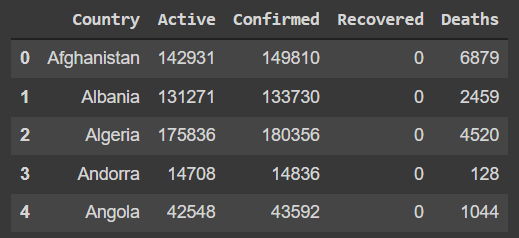 Country Active Confirmed Recovered Deaths
0 Afghanistan 142931 149810 0 6879
1 Albania 131271 133730 0 2459
2 Algeria 175836 180356 0 4520
3 Andorra 14708 14836 0 128
4 Angola 42548 43592 0 1044